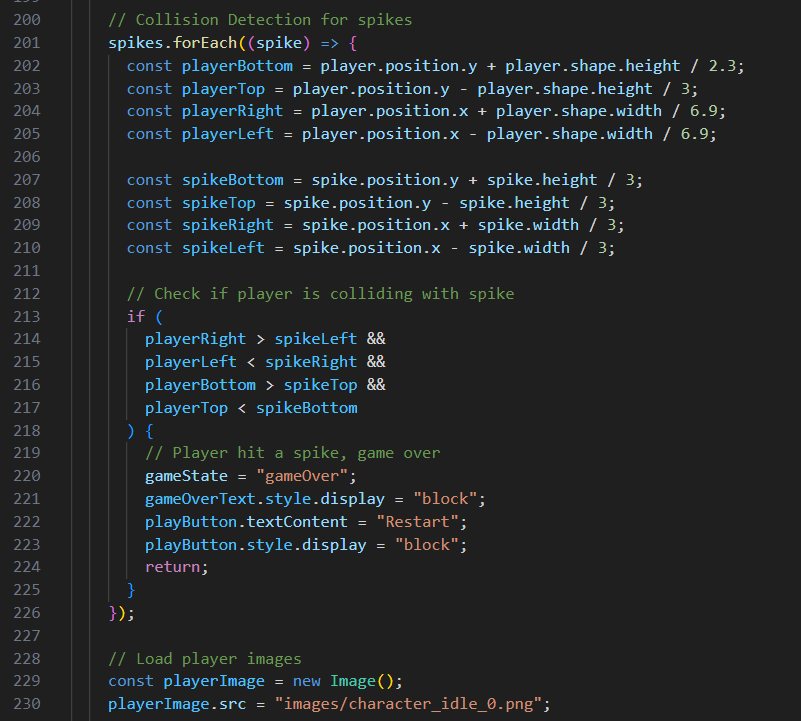 200 // Collision Detection for spikes
201 spikes.forEach((spike) => {
202 const playerBottom = player.position.y + player.shape.height / 2.3;
203 const playerTop = player.position.y - player.shape.height / 3;
204 const playerRight = player.position.x + player.shape.width / 6.9;
205 const playerLeft = player.position.x - player.shape.width / 6.9;
206
207 const spikeBottom = spike.position.y + spike.height / 3;
208 const spikeTop = spike.position.y - spike.height / 3;
209 const spikeRight = spike.position.x + spike.width / 3;
210 const spikeLeft = spike.position.x - spike.width / 3;
211
212 // Check if player is colliding with spike
213 if (
214 playerRight > spikeLeft &&
215 playerLeft < spikeRight &&
216 playerBottom > spikeTop &&
217 playerTop < spikeBottom
218 ) {
219 // Player hit a spike, game over
220 gameState = "gameOver";
221 gameOverText.style.display = "block";
222 playButton.textContent = "Restart";
223 playButton.style.display = "block";
224 return;
225 }
226 });
227
228 // Load player images
229 const playerImage = new Image();
230 playerImage.src = "images/character_idle_0.png";